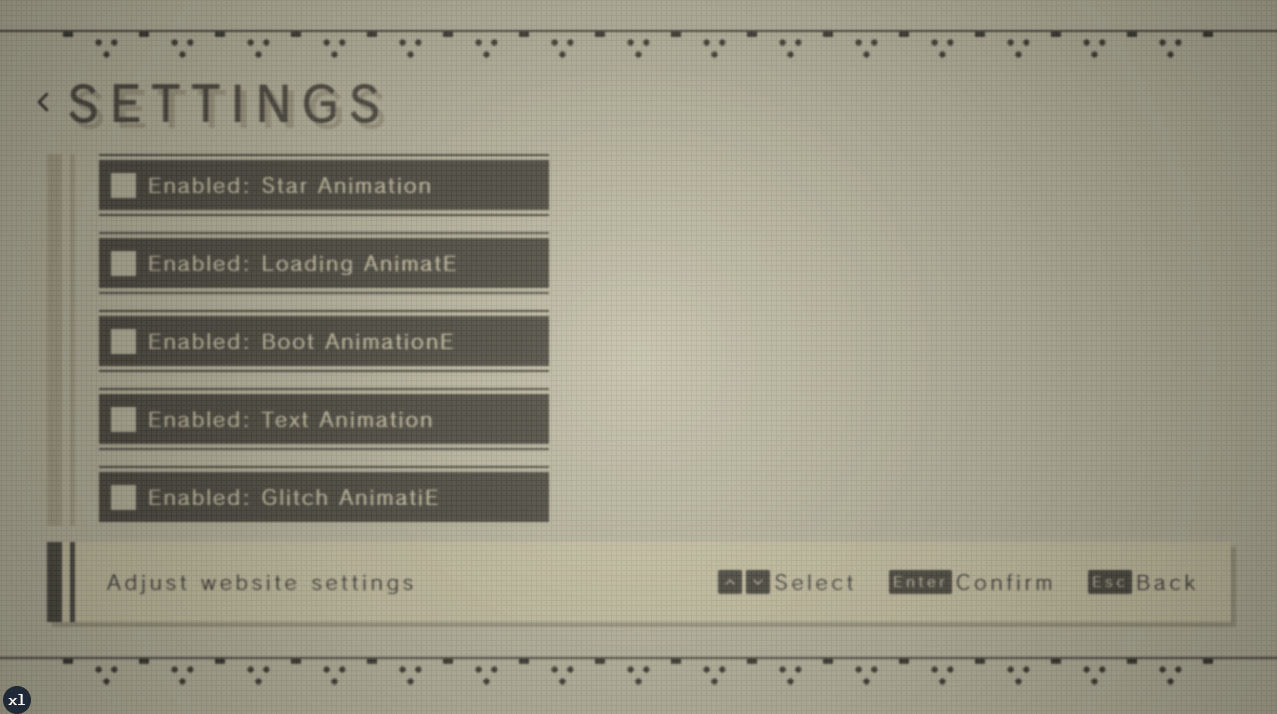 ‹ SETTINGS
Enabled: Star Animation
Enabled: Loading AnimatE
Enabled: Boot AnimationE
Enabled: Text Animation
Enabled: Glitch AnimatiE
Adjust website settings
Select Enter Confirm Esc Back
xl